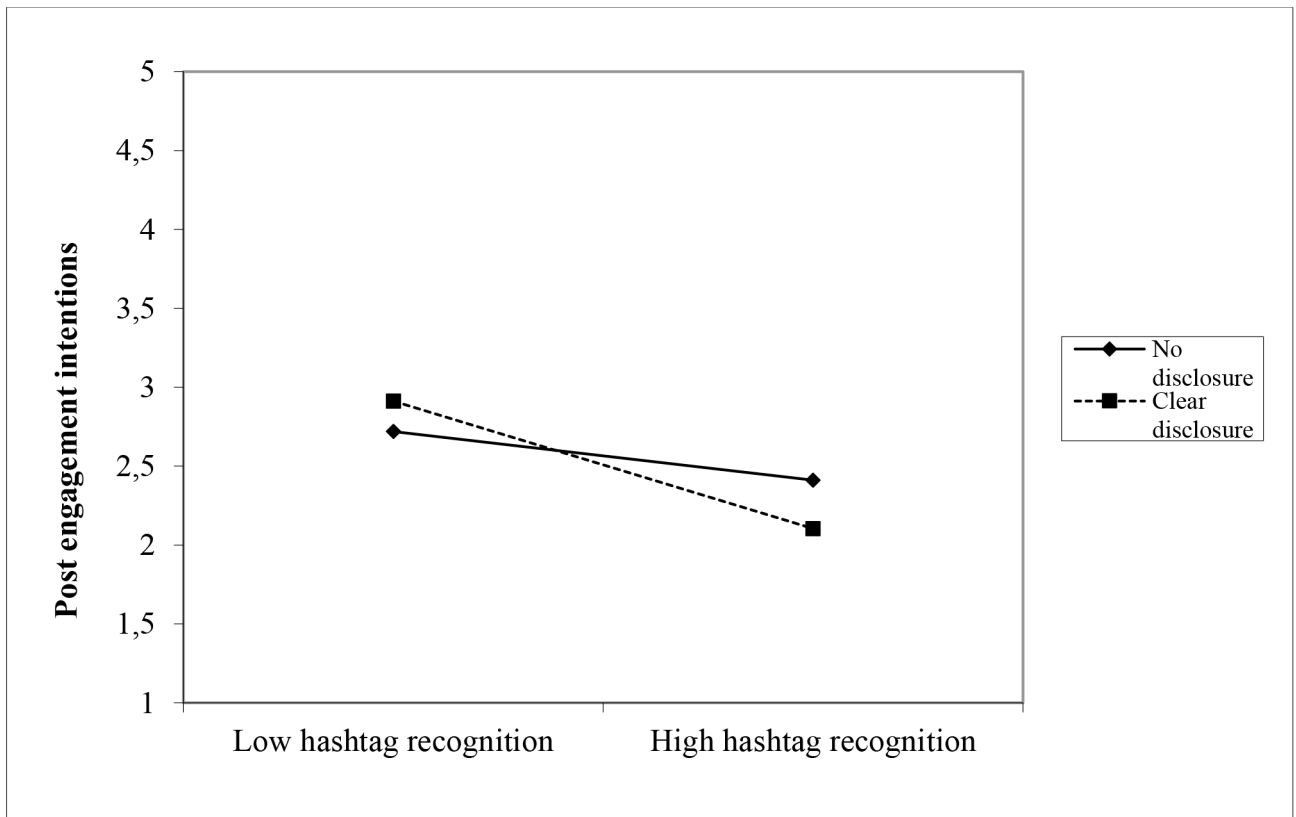 Post engagement intentions
5
4,5
4
3,5
3
2,5
2
1,5
1
Low hashtag recognition
High hashtag recognition
No
disclosure
Clear
disclosure